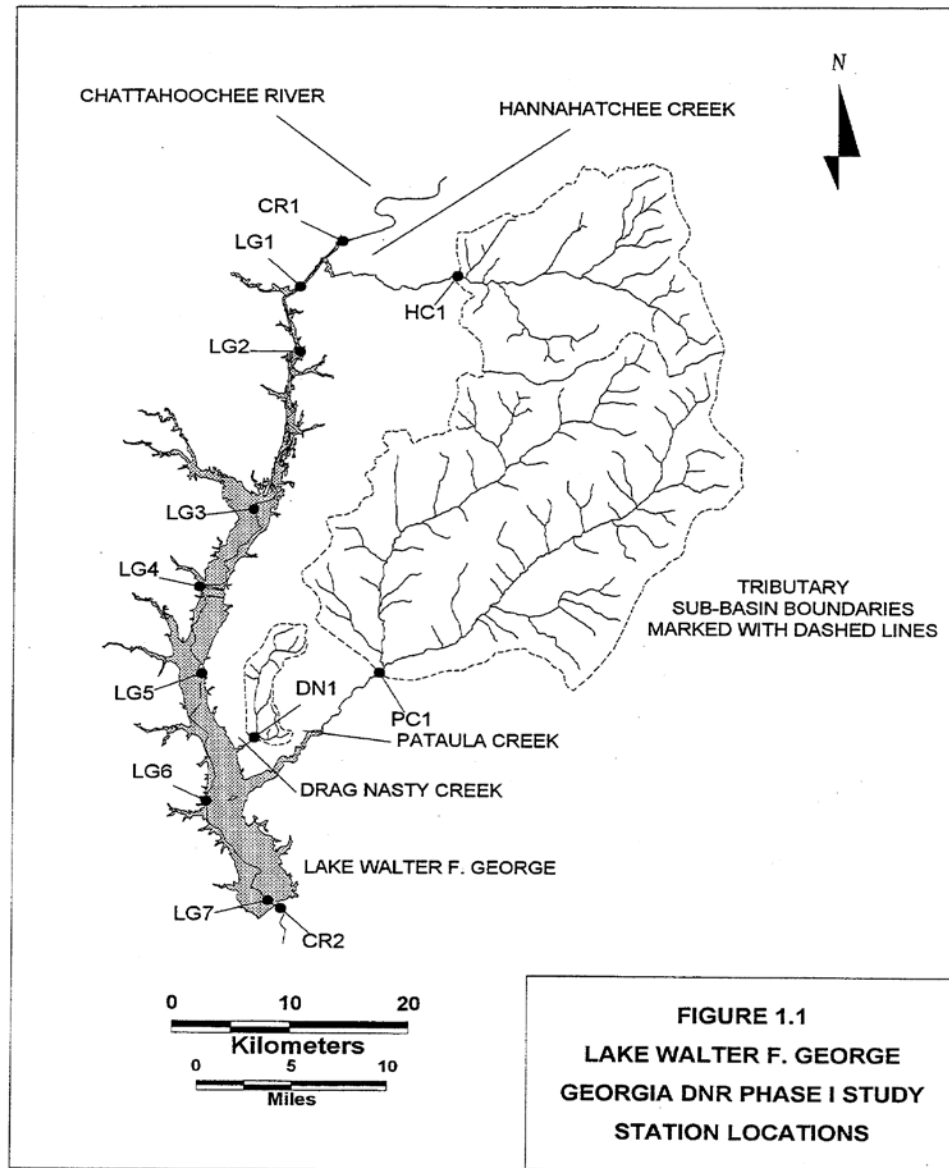 N
CHATTAHOOCHEE RIVER
HANNAHATCHEE CREEK
CR1
LG1
HC1
LG2
LG3
LG4
TRIBUTARY
SUB-BASIN BOUNDARIES
MARKED WITH DASHED LINES
LG5
DN1
PC1
PATAULA CREEK
LG6
DRAG NASTY CREEK
LAKE WALTER F. GEORGE
LG7
CR2
0 10 20
Kilometers
0 5 10
Miles
FIGURE 1.1
LAKE WALTER F. GEORGE
GEORGIA DNR PHASE I STUDY
STATION LOCATIONS